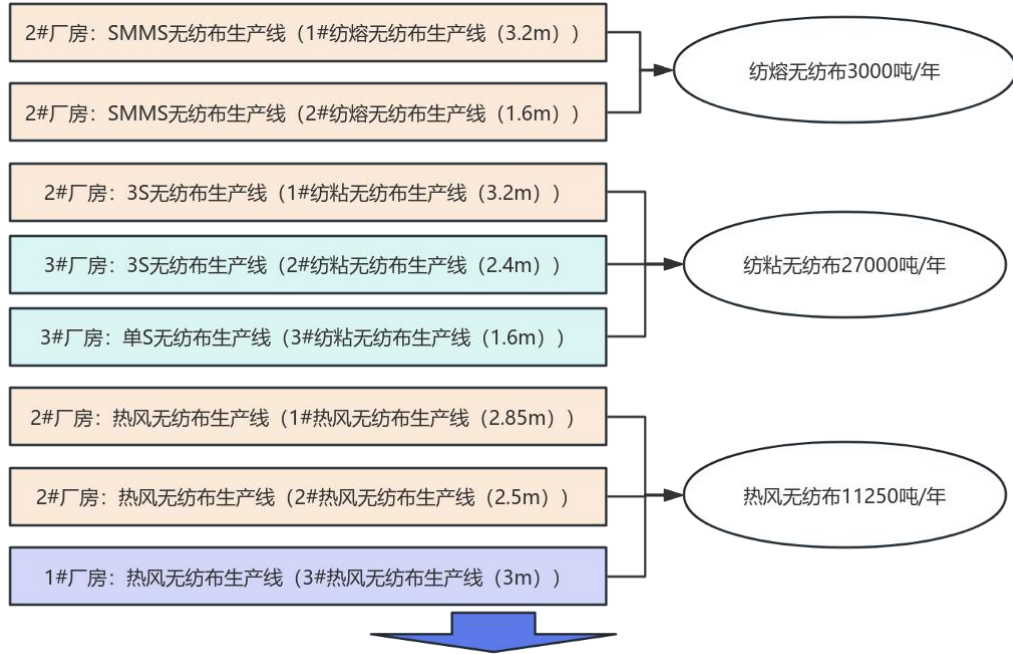 2#厂房：SMMS无纺布生产线（1#纺熔无纺布生产线（3.2m））
纺熔无纺布3000吨/年
2#厂房：SMMS无纺布生产线（2#纺熔无纺布生产线（1.6m））
2#厂房：3S无纺布生产线（1#纺粘无纺布生产线（3.2m））
3#厂房：3S无纺布生产线（2#纺粘无纺布生产线（2.4m））
纺粘无纺布27000吨/年
3#厂房：单S无纺布生产线（3#纺粘无纺布生产线（1.6m））
2#厂房：热风无纺布生产线（1#热风无纺布生产线（2.85m））
2#厂房：热风无纺布生产线（2#热风无纺布生产线（2.5m））
热风无纺布11250吨/年
1#厂房：热风无纺布生产线（3#热风无纺布生产线（3m））